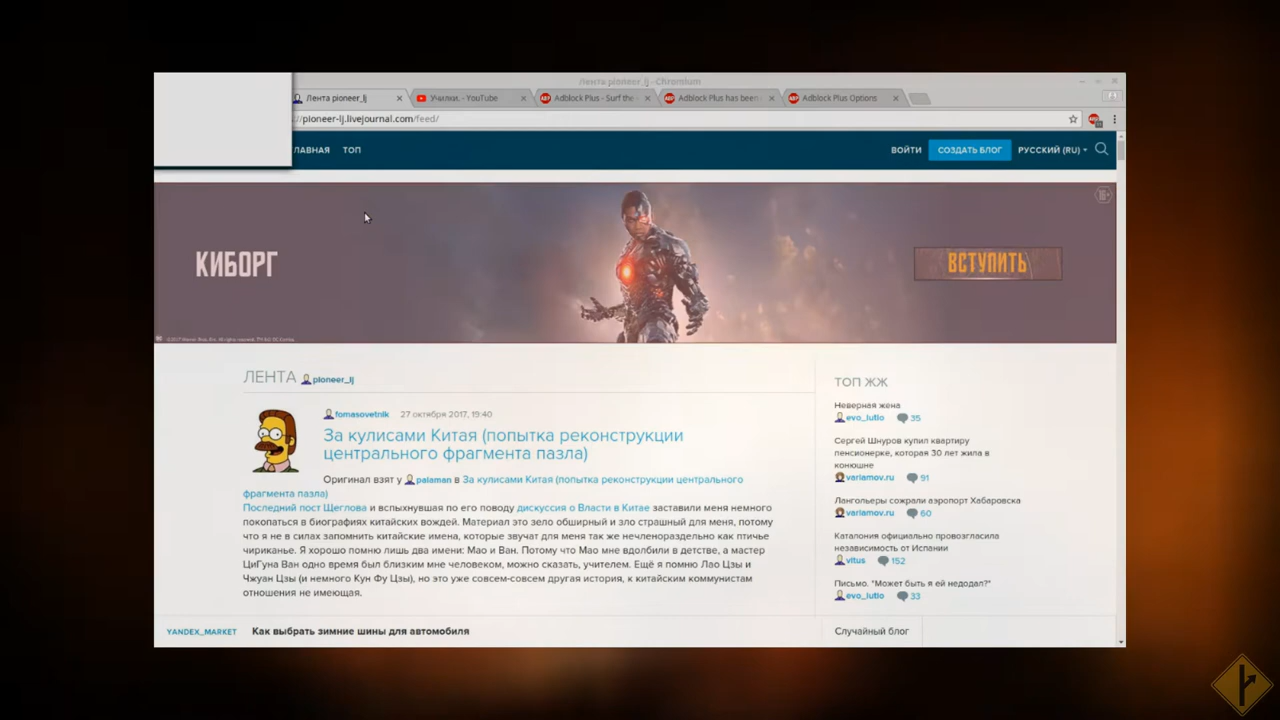 Лента pioneer_lj - Chromium
Лента pioneer_lj
Училки. - YouTube
Adblock Plus - Surf the
Adblock Plus has been
Adblock Plus Options
://pioneer-lj.livejournal.com/feed/
ЛАВНАЯ ТОП
ВОЙТИ СОЗДАТЬ БЛОГ РУССКИЙ (RU)
16+
КИБОРГ
ВСТУПИТЬ
ЛЕНТА pioneer_lj
fomasovetnik 27 октября 2017, 19:40
За кулисами Китая (попытка реконструкции
центрального фрагмента пазла)
Оригинал взят у palaman в За кулисами Китая (попытка реконструкции центрального
фрагмента пазла)
Последний пост Щеглова и вспыхнушая по его поводу дискуссия о Власти в Китае заставили меня немного
покопаться в биографиях китайских вождей. Материал это зело обширный и зло страшный для меня, потому
что я не в силах запомнить китайские имена, которые звучат для меня так же нечленораздельно как птичье
чириканье. Я хорошо помню лишь два имени: Мао и Ван. Потому что Мао мне вдолбили в детстве, а мастер
ЦиГуна Ван одно время был близким мне человеком, можно сказать, учителем. Ещё я помню Лао Цзы и
Чжуан Цзы (и немного Кун Фу Цзы), но это уже совсем-совсем другая история, к китайским коммунистам
отношения не имеющая.
ТОП ЖЖ
Неверная жена
evo_lutio 35
Сергей Шнуров купил квартиру
пенсионерке, которая 30 лет жила в
конюшне
varlamov.ru 91
Лангольеры сожрали аэропорт Хабаровска
varlamov.ru 60
Каталония официально провозгласила
независимость от Испании
vitus 152
Письмо. "Может быть я ей недодал?"
evo_lutio 33
YANDEX_MARKET Как выбрать зимние шины для автомобиля
Случайный блог